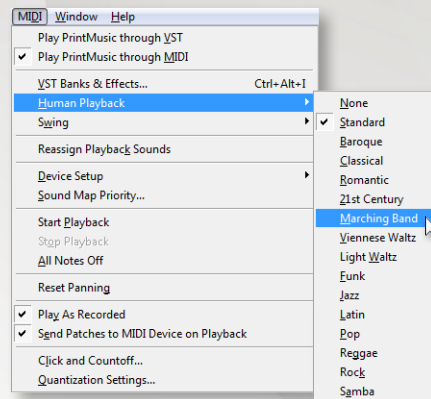 MIDI Window Help
Play PrintMusic through VST
Play PrintMusic through MIDI
VST Banks & Effects... Ctrl+Alt+I
Human Playback
Swing
Reassign Playback Sounds
Device Setup
Sound Map Priority...
Start Playback
Stop Playback
All Notes Off
Reset Panning
Play As Recorded
Send Patches to MIDI Device on Playback
Click and Countoff...
Quantization Settings...
None
Standard
Baroque
Classical
Romantic
21st Century
Marching Band
Viennese Waltz
Light Waltz
Funk
Jazz
Latin
Pop
Reggae
Rock
Samba